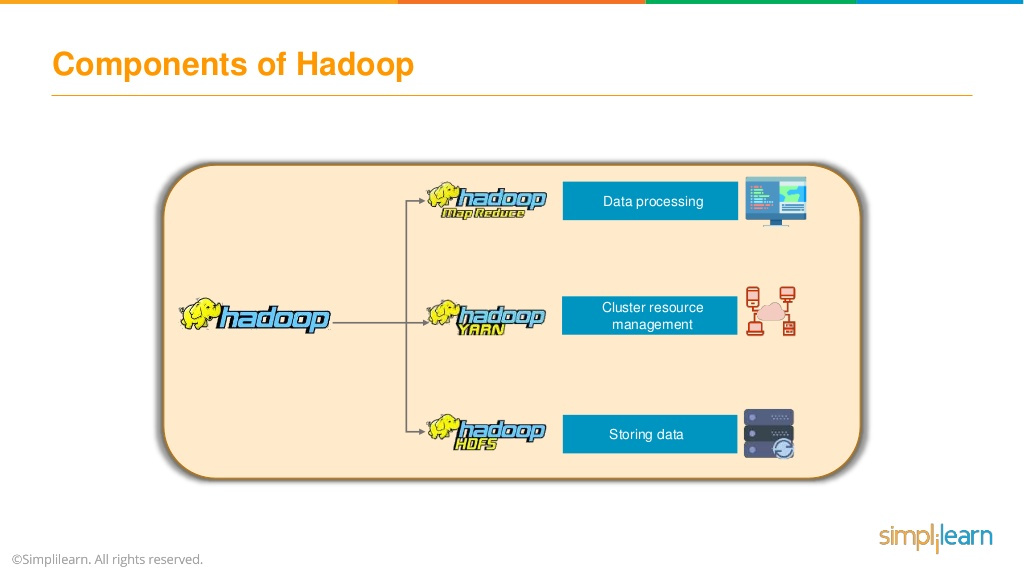 Components of Hadoop
hadoop
Map Reduce
Data processing
hadoop
hadoop
YARN
Cluster resource
management
hadoop
HDFS
Storing data
simplilearn
©Simplilearn. All rights reserved.